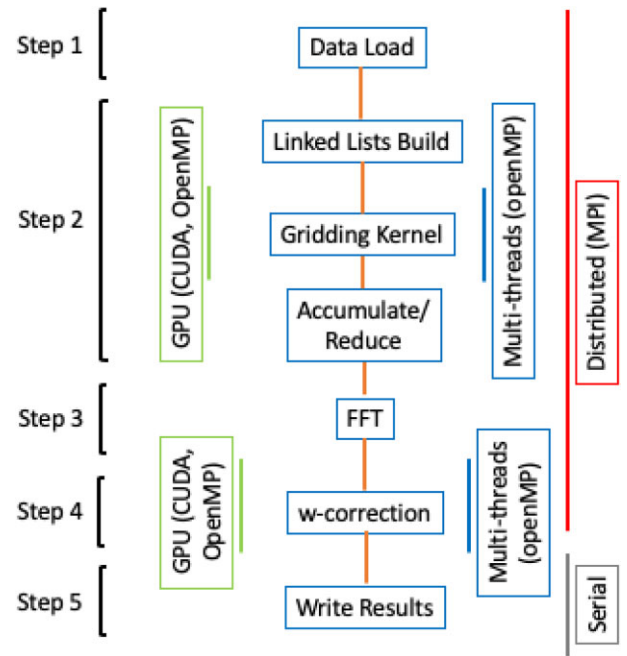 Step 1
Data Load
Step 2
GPU (CUDA, OpenMP)
Linked Lists Build
Gridding Kernel
Accumulate/
Reduce
Multi-threads (openMP)
Distributed (MPI)
Step 3
FFT
Step 4
GPU (CUDA,
OpenMP)
w-correction
Multi-threads
(openMP)
Step 5
Write Results
Serial